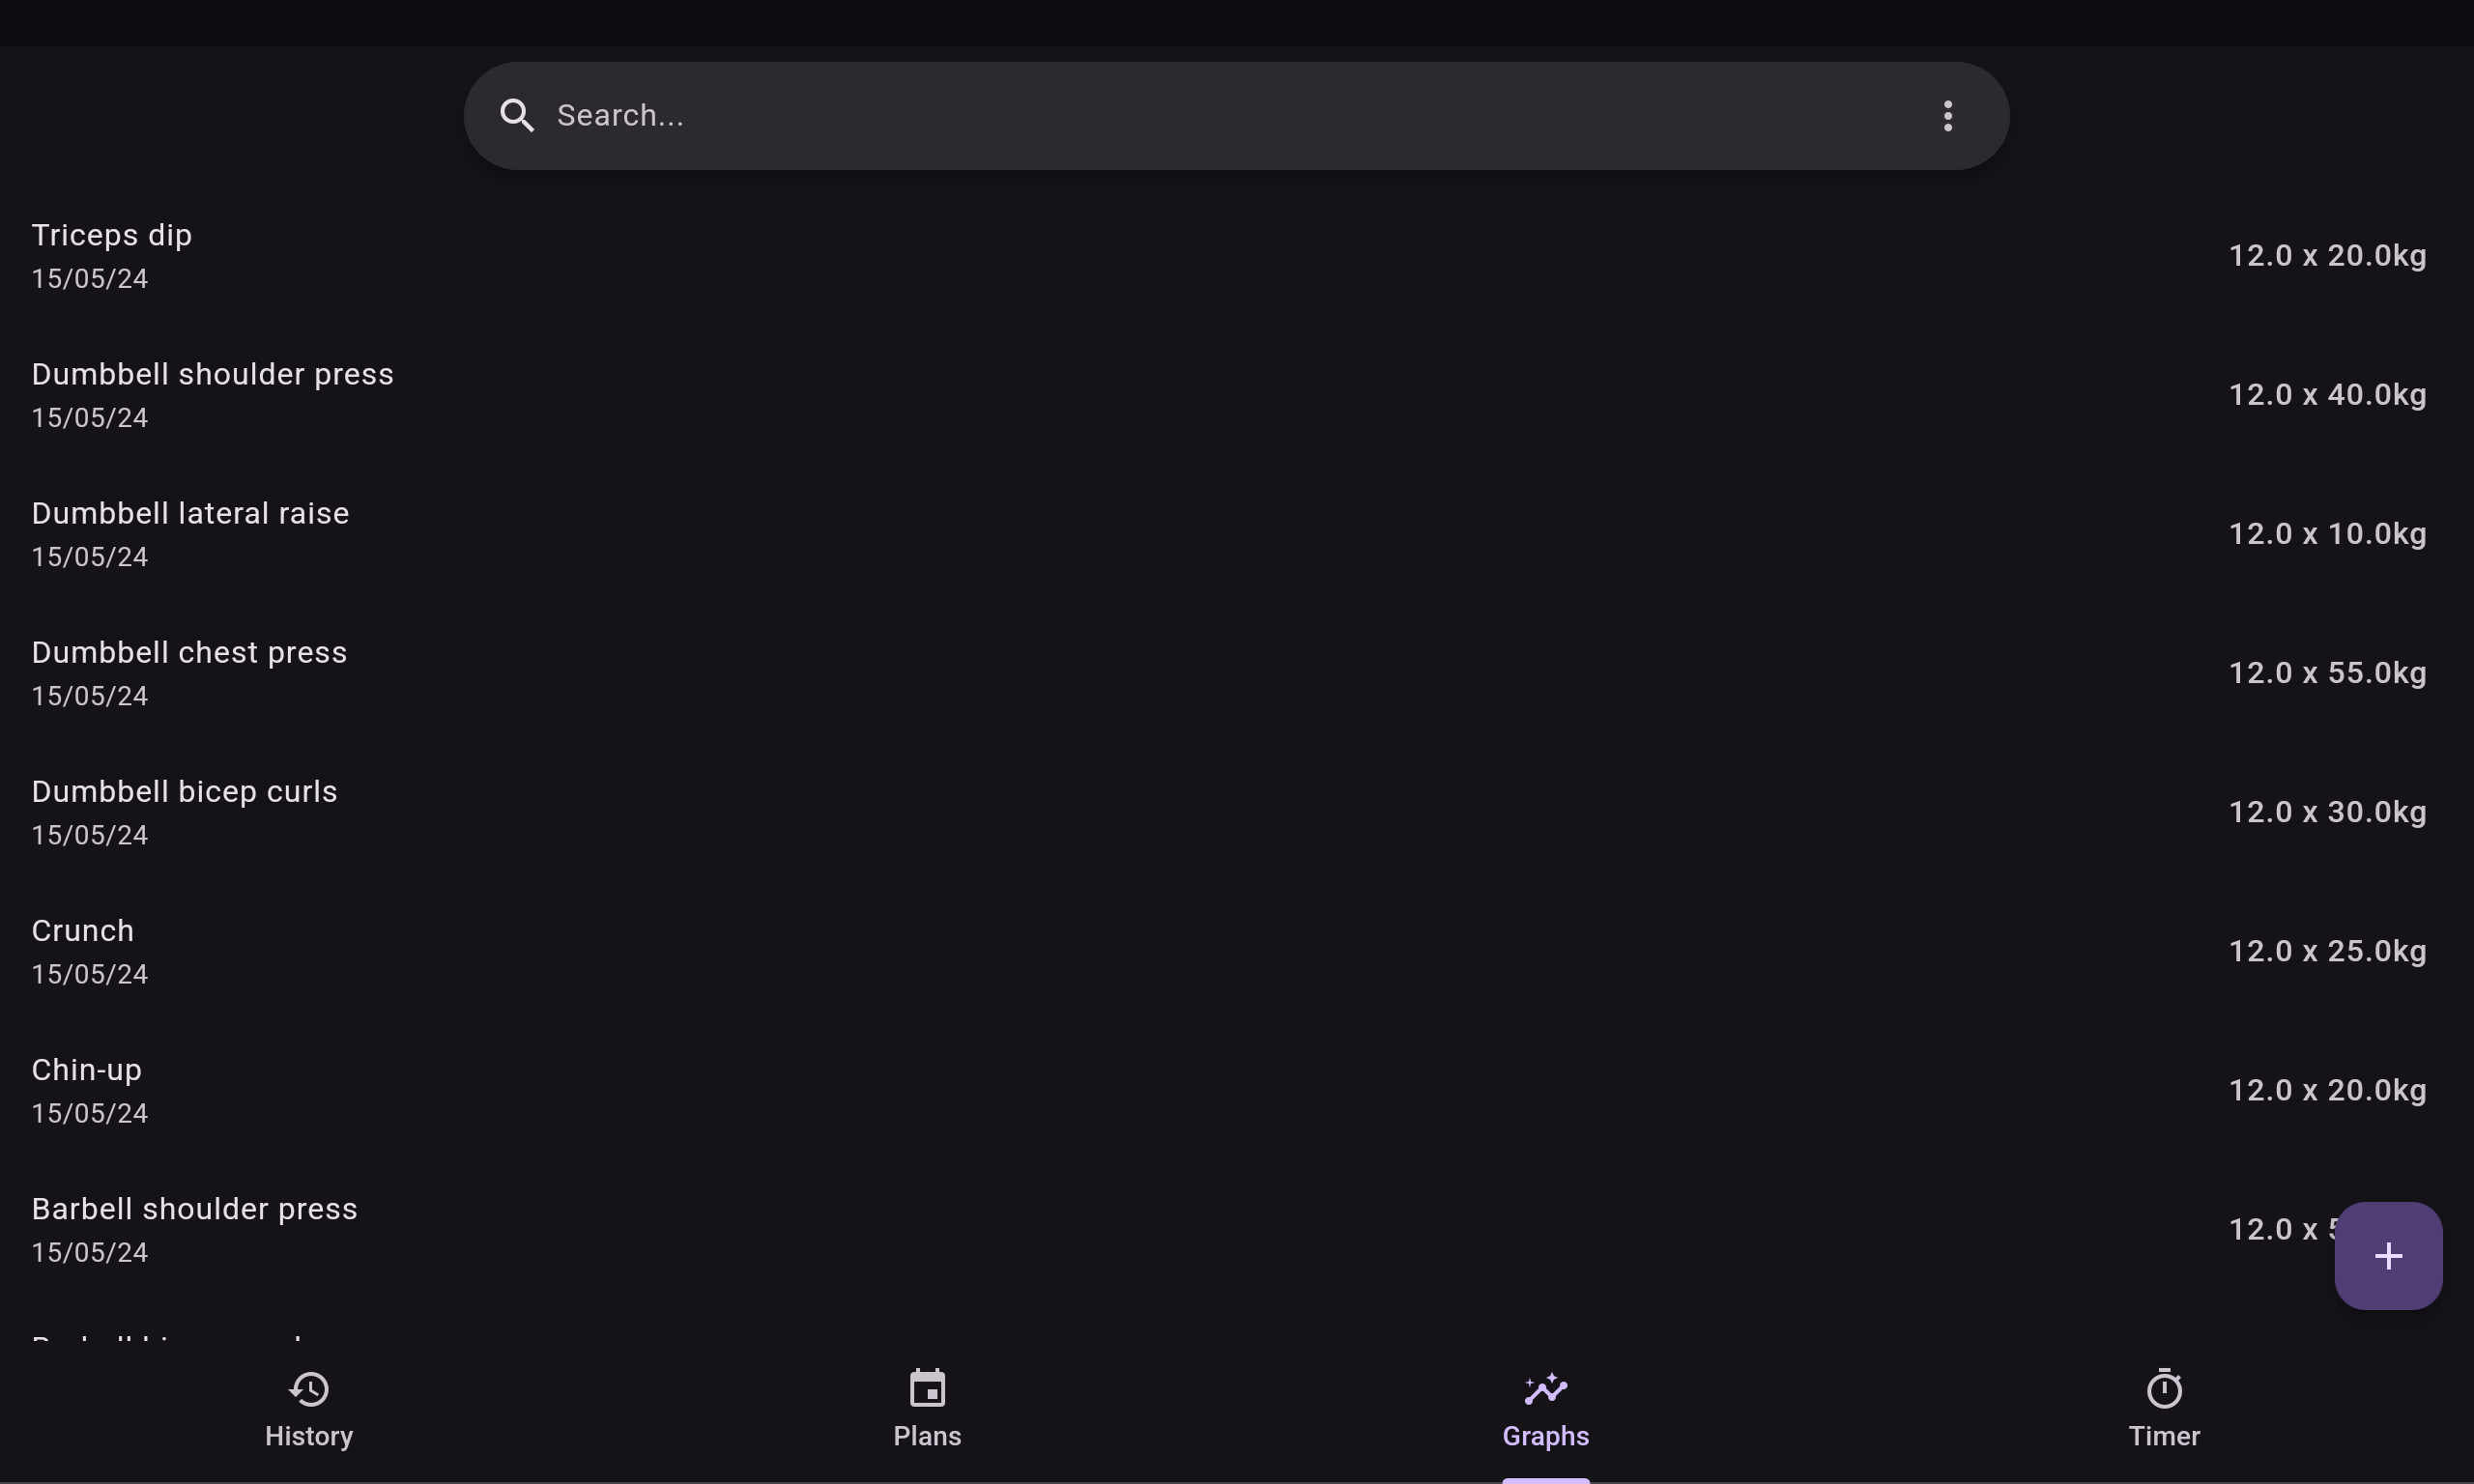 Search...
Triceps dip
15/05/24
12.0 x 20.0kg
Dumbbell shoulder press
15/05/24
12.0 x 40.0kg
Dumbbell lateral raise
15/05/24
12.0 x 10.0kg
Dumbbell chest press
15/05/24
12.0 x 55.0kg
Dumbbell bicep curls
15/05/24
12.0 x 30.0kg
Crunch
15/05/24
12.0 x 25.0kg
Chin-up
15/05/24
12.0 x 20.0kg
Barbell shoulder press
15/05/24
12.0 x
History
Plans
Graphs
Timer